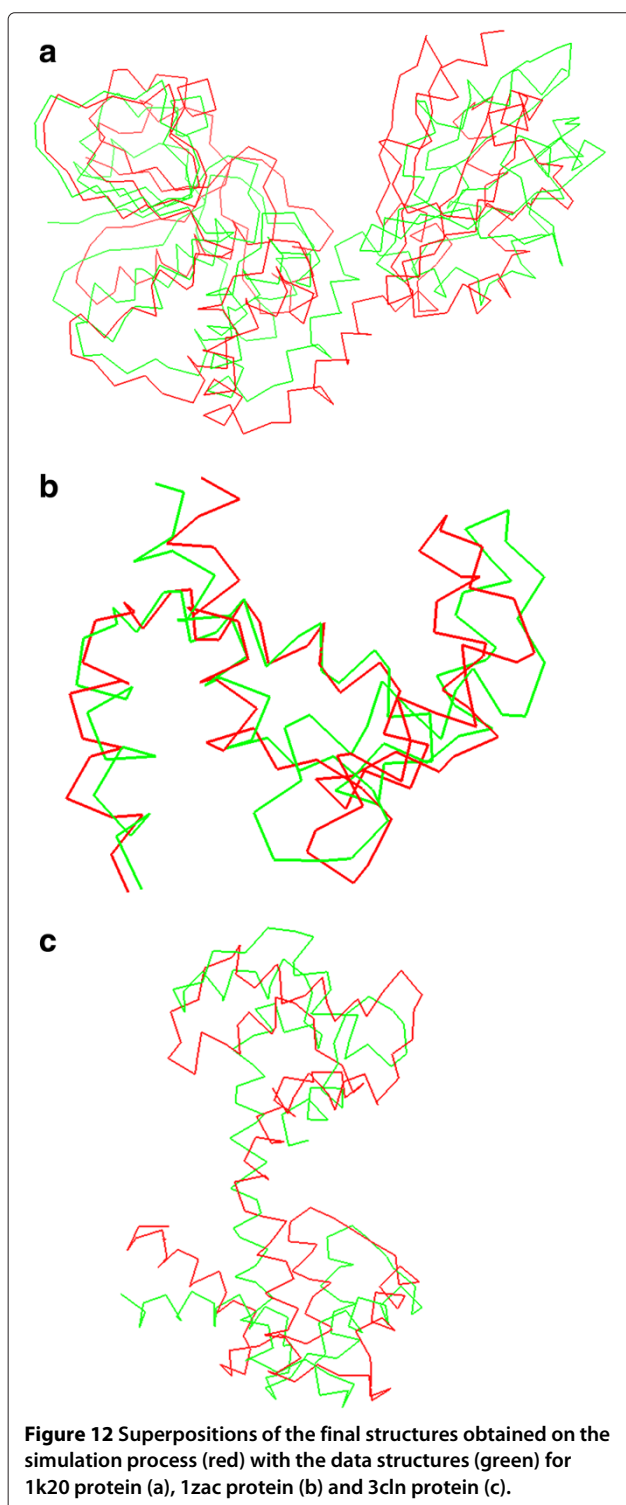 a
b
c
Figure 12 Superpositions of the final structures obtained on the
simulation process (red) with the data structures (green) for
1k20 protein (a), 1zac protein (b) and 3cln protein (c).